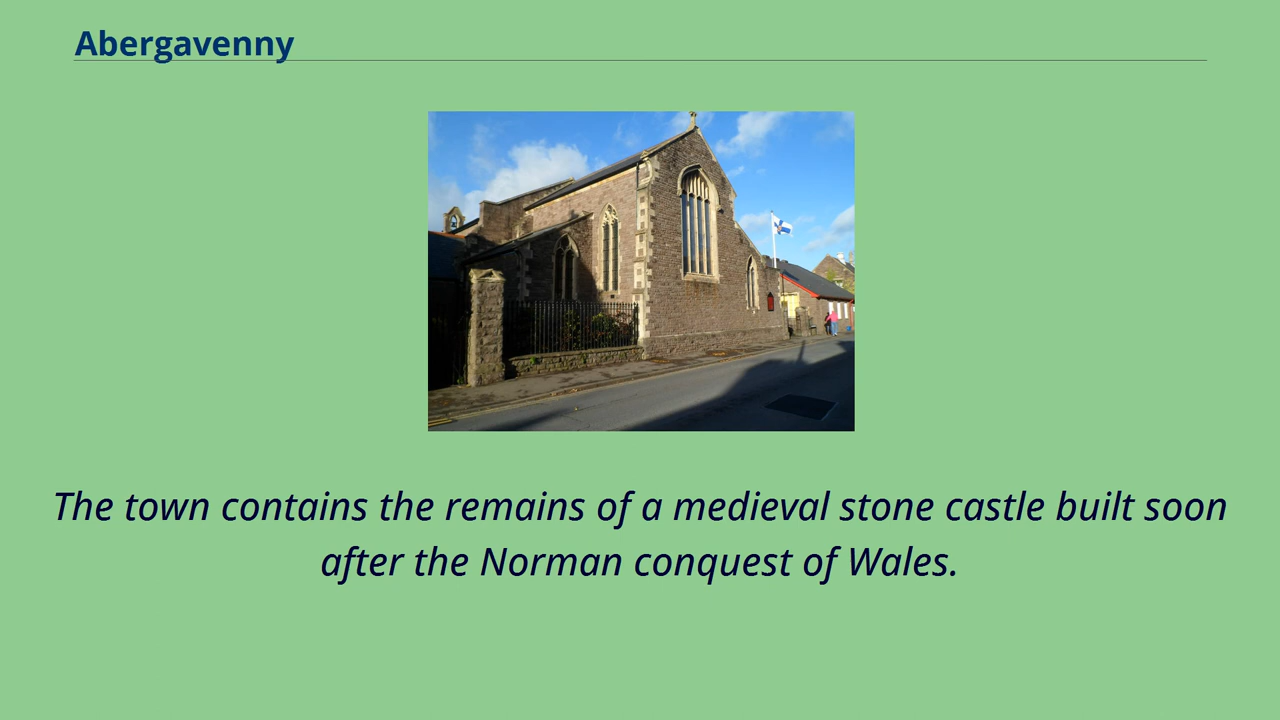 Abergavenny
The town contains the remains of a medieval stone castle built soon
after the Norman conquest of Wales.